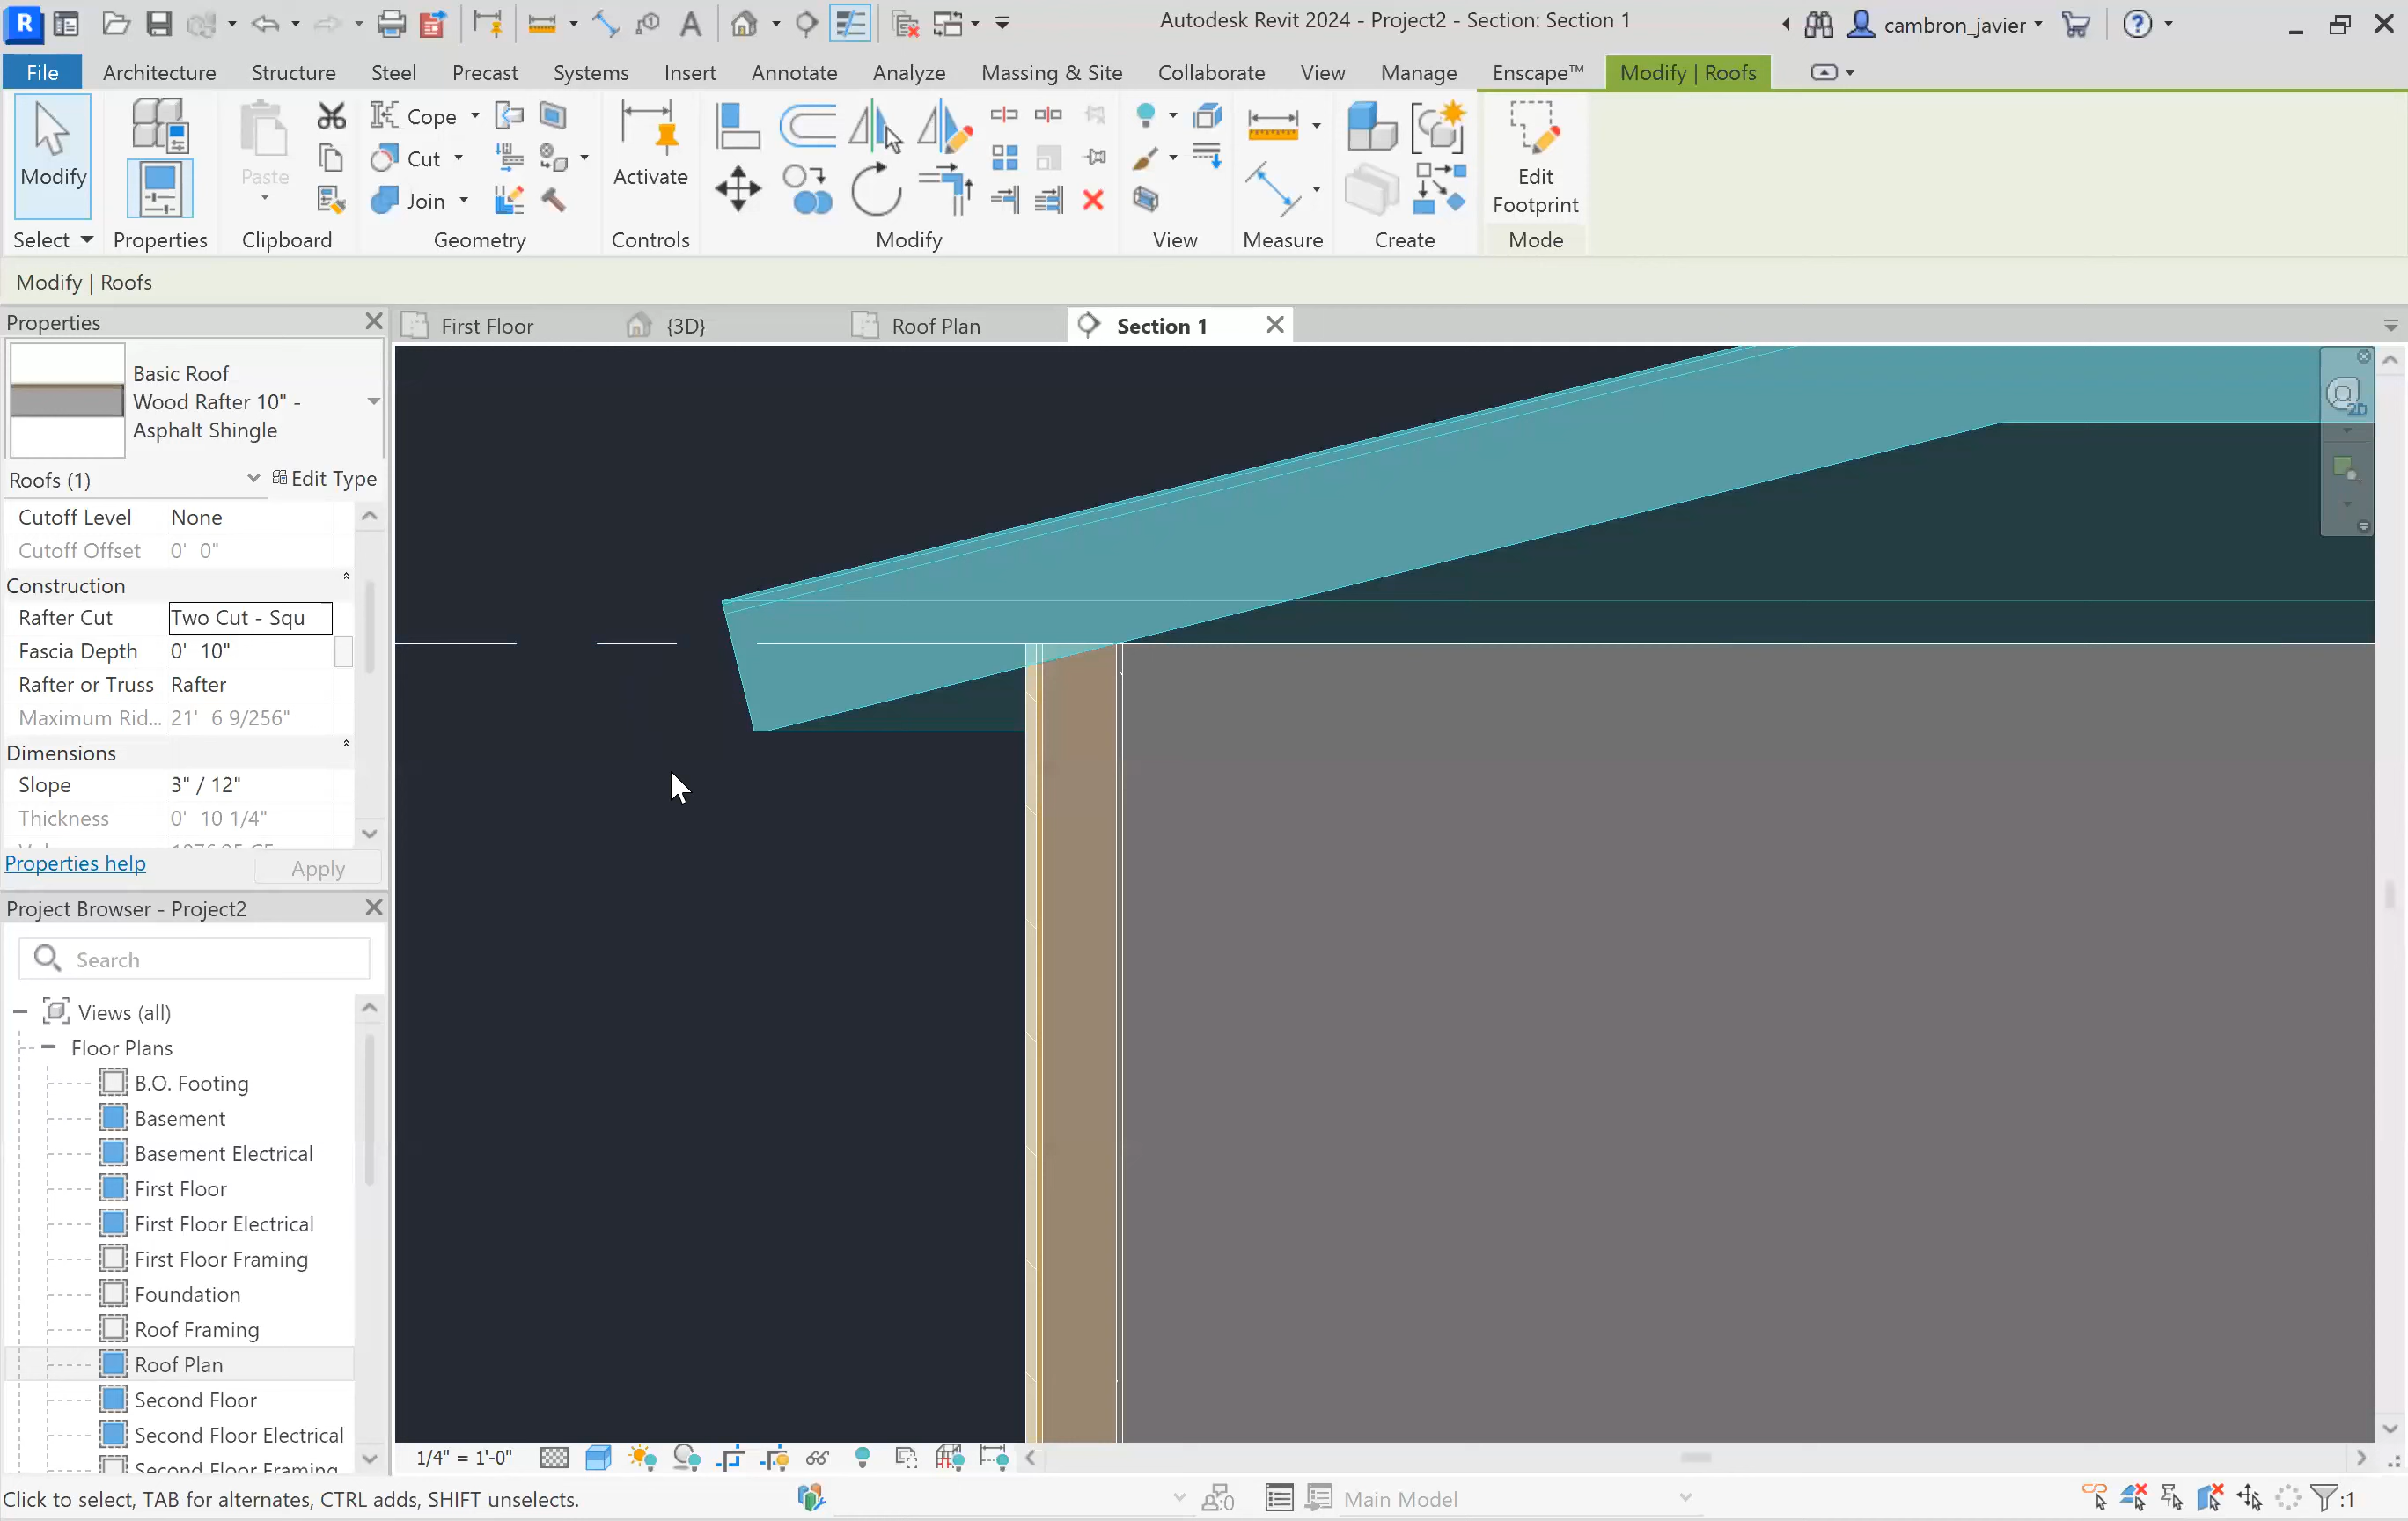 R
Autodesk Revit 2024 - Project2 - Section: Section 1
cambron_javier
File Architecture Structure Steel Precast Systems Insert Annotate Analyze Massing & Site Collaborate View Manage Enscape™ Modify | Roofs
Modify
Select
Properties
Paste
Clipboard
Cope
Cut
Join
Geometry
Activate
Controls
Modify
View
Measure
Create
Edit
Footprint
Mode
Modify | Roofs
Properties
First Floor
{3D}
Roof Plan
Section 1
Basic Roof
Wood Rafter 10" -
Asphalt Shingle
Roofs (1)
Edit Type
Cutoff Level None
Cutoff Offset 0' 0"
Construction
Rafter Cut Two Cut - Squ
Fascia Depth 0' 10"
Rafter or Truss Rafter
Maximum Rid... 21' 6 9/256"
Dimensions
Slope 3" / 12"
Thickness 0' 10 1/4"
Properties help
Apply
2D
Project Browser - Project2
Search
Views (all)
Floor Plans
B.O. Footing
Basement
Basement Electrical
First Floor
First Floor Electrical
First Floor Framing
Foundation
Roof Framing
Roof Plan
Second Floor
Second Floor Electrical
Second Floor Framing
1/4" = 1'-0"
Click to select, TAB for alternates, CTRL adds, SHIFT unselects.
:0
Main Model
:1